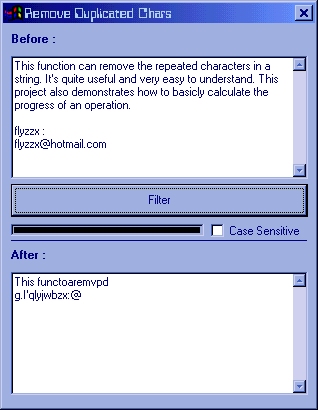 Remove Duplicated Chars
Before :
This function can remove the repeated characters in a
string. It's quite useful and very easy to understand. This
project also demonstrates how to basicly calculate the
progress of an operation.
flyzzx :
flyzzx@hotmail.com
Filter
Case Sensitive
After :
This functoaremvpd
g.I'qlyjwbzx:@